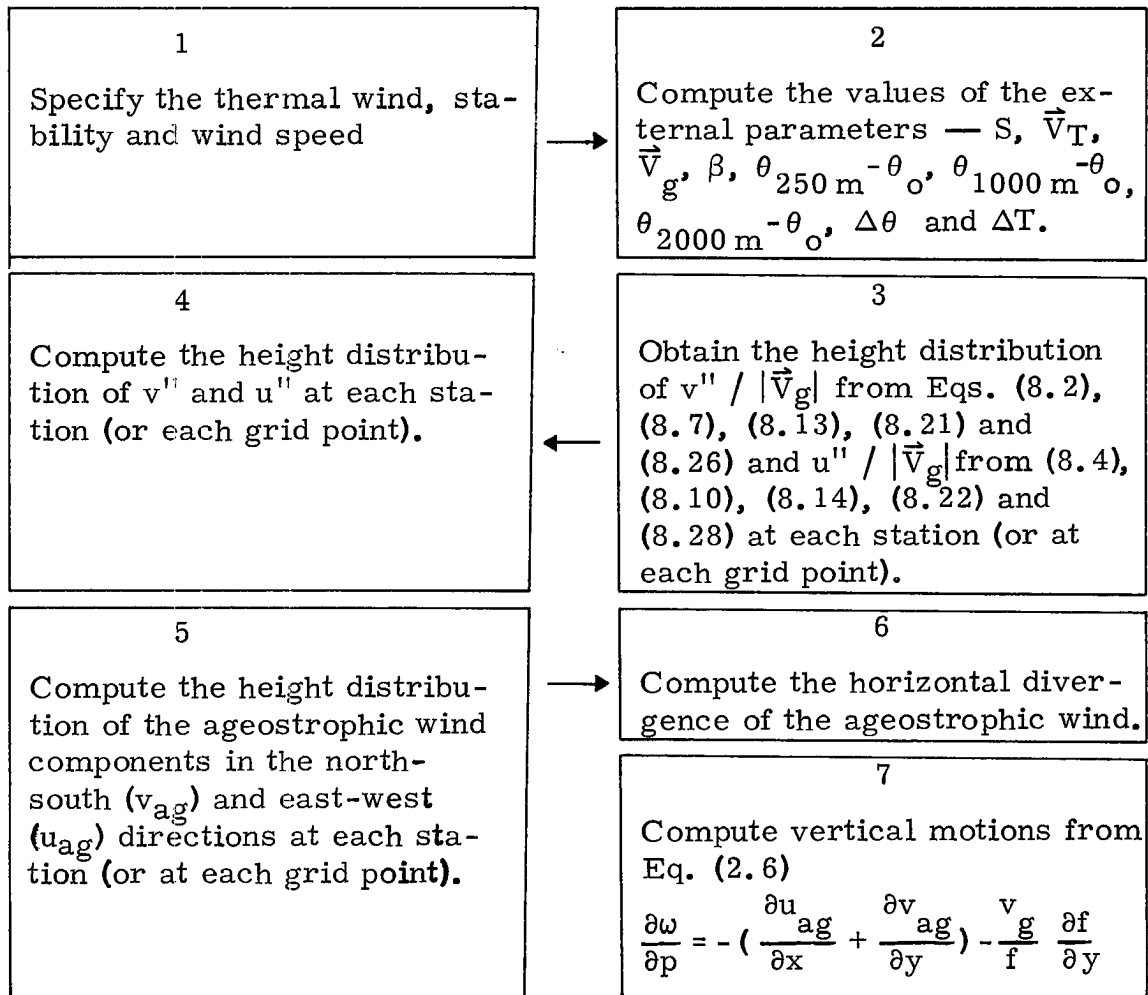 1
Specify the thermal wind, sta-
bility and wind speed
2
Compute the values of the ex-
ternal parameters — S, V⃗T,
V⃗g, β, θ250 m-θo, θ1000 m-θo,
θ2000 m-θo, Δθ and ΔT.
3
Obtain the height distribution
of v'' / |V⃗g| from Eqs. (8.2),
(8.7), (8.13), (8.21) and
(8.26) and u'' / |V⃗g| from (8.4),
(8.10), (8.14), (8.22) and
(8.28) at each station (or at
each grid point).
4
Compute the height distribu-
tion of v'' and u'' at each sta-
tion (or each grid point).
5
Compute the height distribu-
tion of the ageostrophic wind
components in the north-
south (vag) and east-west
(uag) directions at each sta-
tion (or at each grid point).
6
Compute the horizontal diver-
gence of the ageostrophic wind.
7
Compute vertical motions from
Eq. (2.6)
∂ω/∂p = - (∂uag/∂x + ∂vag/∂y) - vg/f ∂f/∂y